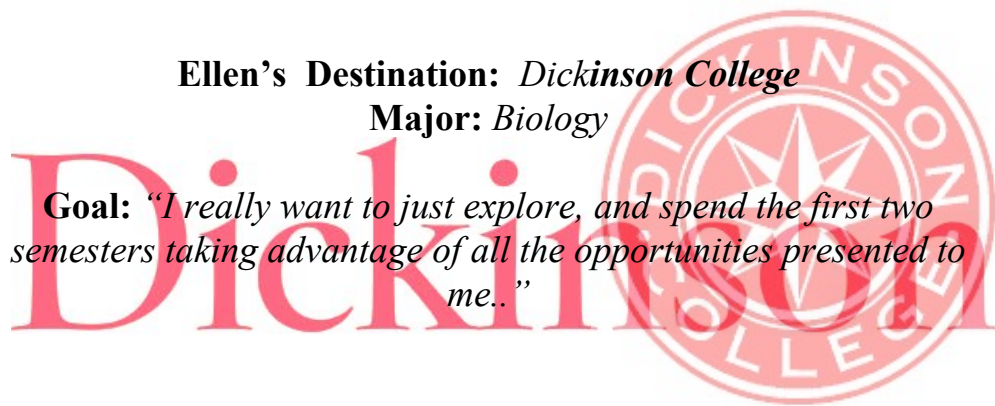 Ellen’s Destination: Dickinson College
Major: Biology
Goal: “I really want to just explore, and spend the first two
semesters taking advantage of all the opportunities presented to
me..”
Dickinson
DICKINSON
COLLEGE